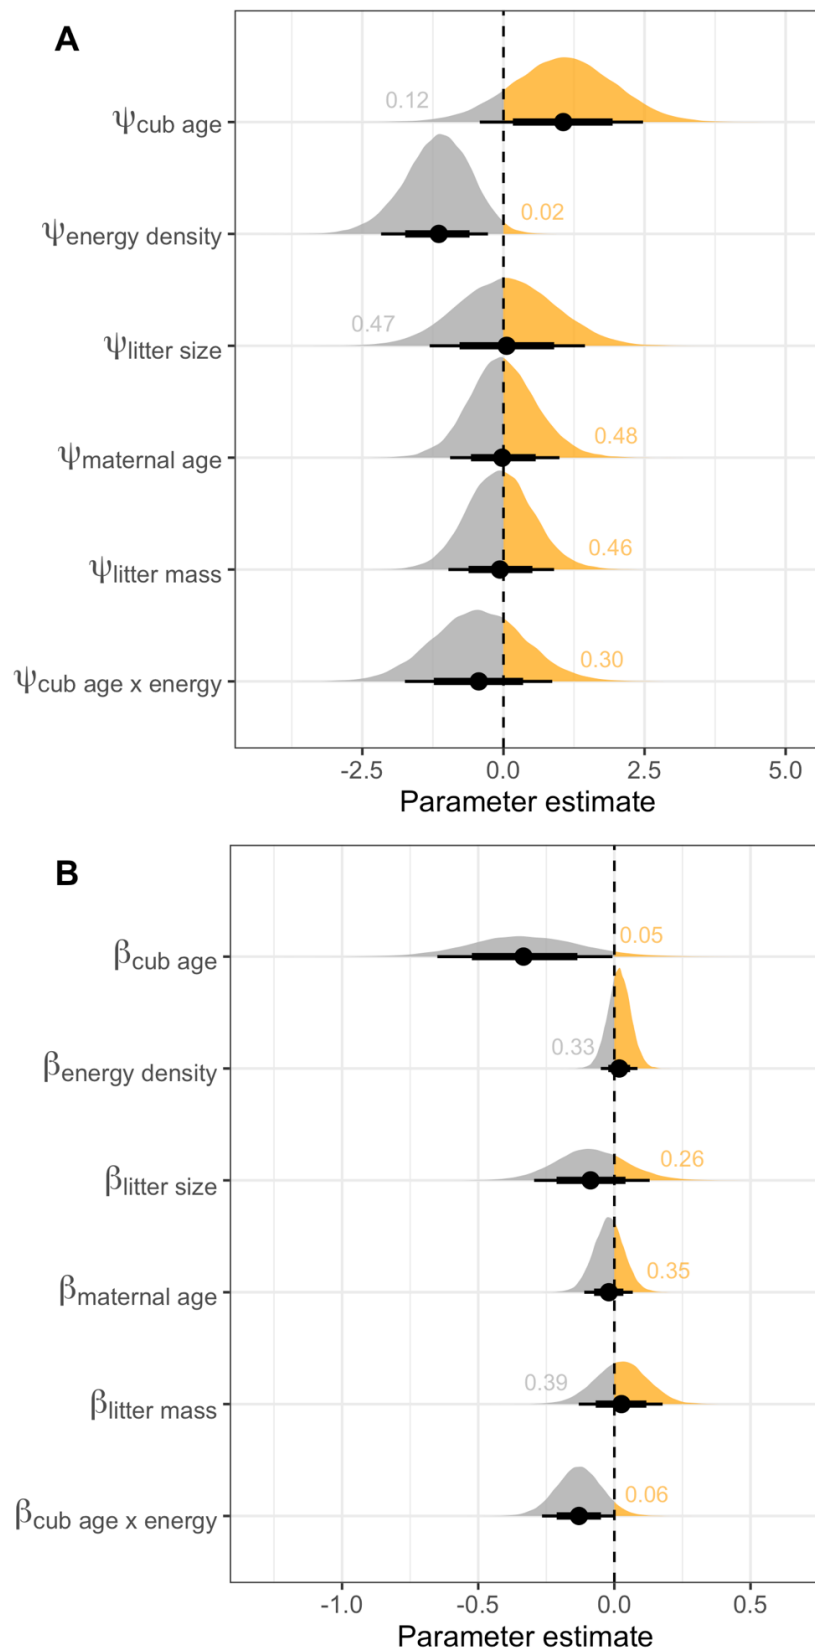 A
0.12
ψcub age
0.02
ψenergy density
0.47
ψlitter size
0.48
ψmaternal age
0.46
ψlitter mass
0.30
ψcub age x energy
-2.5 0.0 2.5 5.0
Parameter estimate
B
0.05
βcub age
0.33
βenergy density
0.26
βlitter size
0.35
βmaternal age
0.39
βlitter mass
0.06
βcub age x energy
-1.0 -0.5 0.0 0.5
Parameter estimate